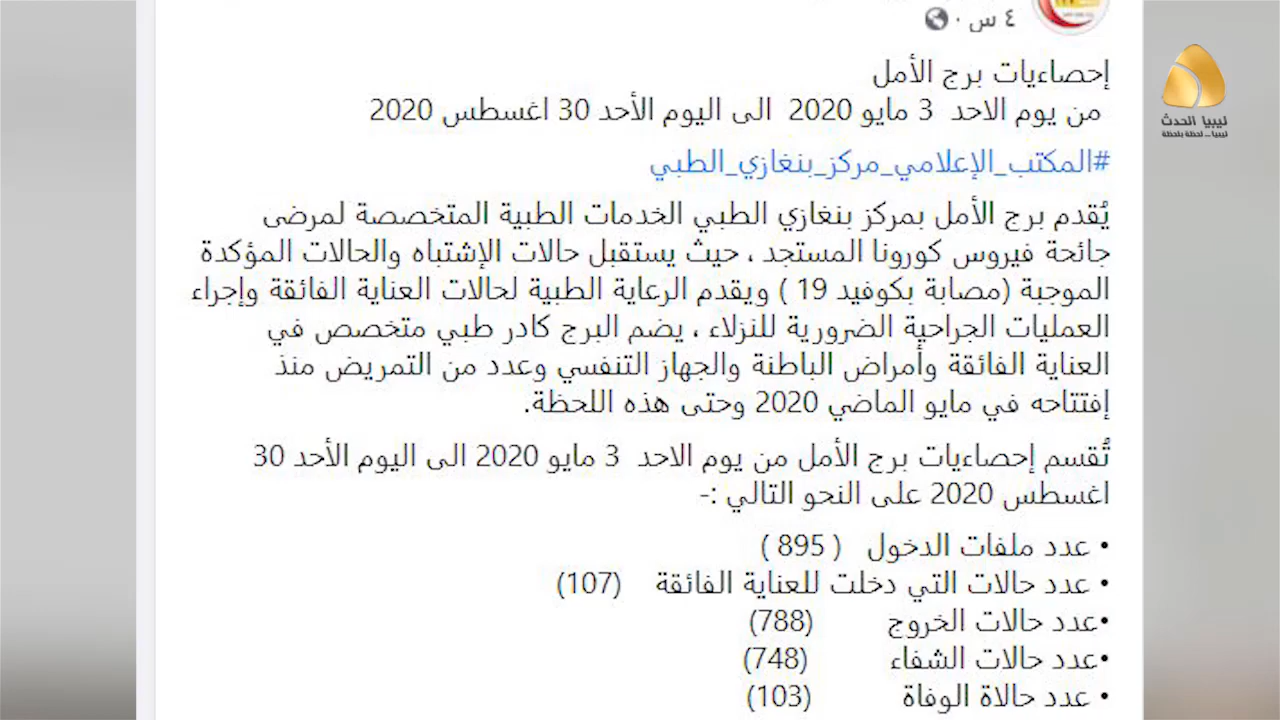 ٤ س ·
إحصاءيات برج الأمل
من يوم الاحد 3 مايو 2020 الى اليوم الأحد 30 اغسطس 2020
#المكتب_الإعلامي_مركز_بنغازي_الطبي
يُقدم برج الأمل بمركز بنغازي الطبي الخدمات الطبية المتخصصة لمرضى
جائحة فيروس كورونا المستجد ، حيث يستقبل حالات الإشتباه والحالات المؤكدة
الموجبة (مصابة بكوفيد 19 ) ويقدم الرعاية الطبية لحالات العناية الفائقة وإجراء
العمليات الجراحية الضرورية للنزلاء ، يضم البرج كادر طبي متخصص في
العناية الفائقة وأمراض الباطنة والجهاز التنفسي وعدد من التمريض منذ
إفتتاحه في مايو الماضي 2020 وحتى هذه اللحظة.
تُقسم إحصاءيات برج الأمل من يوم الاحد 3 مايو 2020 الى اليوم الأحد 30
اغسطس 2020 على النحو التالي :-
• عدد ملفات الدخول ( 895 )
• عدد حالات التي دخلت للعناية الفائقة (107)
•عدد حالات الخروج (788)
•عدد حالات الشفاء (748)
• عدد حالاة الوفاة (103)
ليبيا الحدث
ليبيا... لحظة بلحظة